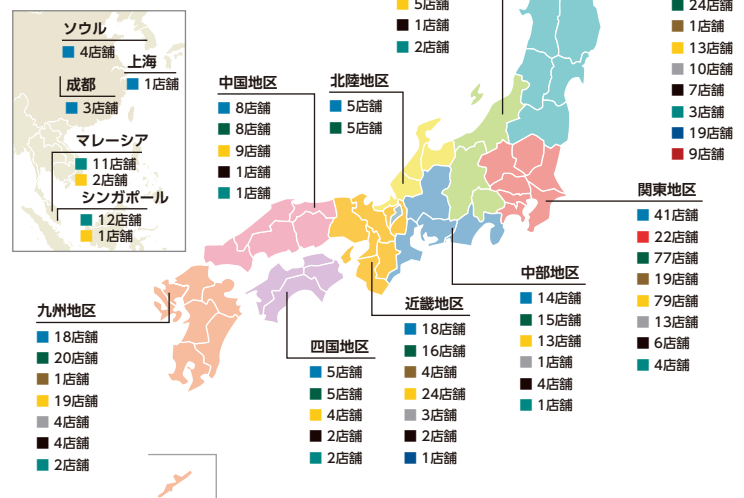 ソウル
4店舗
上海
1店舗
成都
3店舗
マレーシア
11店舗
2店舗
シンガポール
12店舗
1店舗
5店舗
1店舗
2店舗
24店舗
1店舗
13店舗
10店舗
7店舗
3店舗
19店舗
9店舗
中国地区
8店舗
8店舗
9店舗
1店舗
1店舗
北陸地区
5店舗
5店舗
関東地区
41店舗
22店舗
77店舗
19店舗
79店舗
13店舗
6店舗
4店舗
中部地区
14店舗
15店舗
13店舗
1店舗
4店舗
1店舗
近畿地区
18店舗
16店舗
4店舗
24店舗
3店舗
2店舗
1店舗
四国地区
5店舗
5店舗
4店舗
2店舗
2店舗
九州地区
18店舗
20店舗
1店舗
19店舗
4店舗
4店舗
2店舗